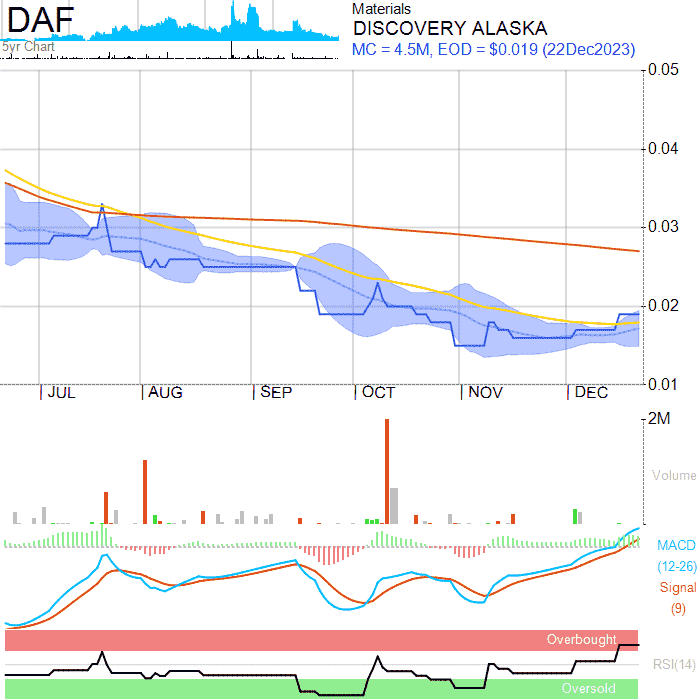 DAF
5yr Chart
Materials
DISCOVERY ALASKA
MC = 4.5M, EOD = $0.019 (22Dec2023)
0.05
0.04
0.03
0.02
0.01
JUL AUG SEP OCT NOV DEC
2M
Volume
MACD
(12-26)
Signal
(9)
Overbought
RSI(14)
Oversold